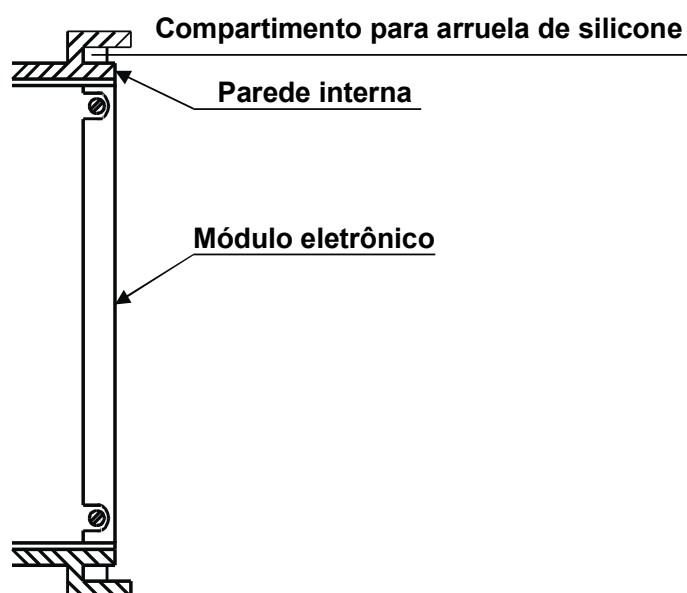 Compartimento para arruela de silicone
Parede interna
Módulo eletrônico